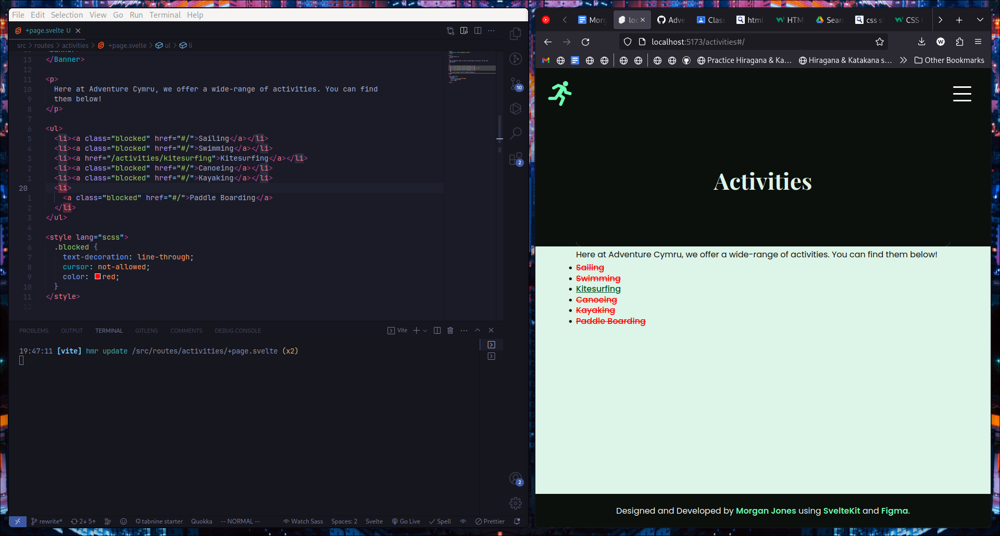 File Edit Selection View Go Run Terminal Help
+page.svelte U
src > routes > activities > +page.svelte > ul > li
13 </Banner>
12
11 <p>
10 Here at Adventure Cymru, we offer a wide-range of activities. You can find
9 them below!
8 </p>
7
6 <ul>
5 <li><a class="blocked" href="#/">Sailing</a></li>
4 <li><a class="blocked" href="#/">Swimming</a></li>
3 <li><a href="/activities/kitesurfing">Kitesurfing</a></li>
2 <li><a class="blocked" href="#/">Canoeing</a></li>
1 <li><a class="blocked" href="#/">Kayaking</a></li>
20 <li>
1 <a class="blocked" href="#/">Paddle Boarding</a>
2 </li>
3 </ul>
4
5 <style lang="scss">
6 .blocked {
7 text-decoration: line-through;
8 cursor: not-allowed;
9 color: red;
10 }
11 </style>
12
10
2
2
PROBLEMS OUTPUT TERMINAL GITLENS COMMENTS DEBUG CONSOLE
Vite
19:47:11 [vite] hmr update /src/routes/activities/+page.svelte (x2)
rewrite* 2↓ 5↑ tabnine starter Quokka -- NORMAL -- Watch Sass Spaces: 2 Svelte Go Live Spell Prettier
Morg loc Adve Class html HTM Sear css s CSS
localhost:5173/activities#/
W
Practice Hiragana & Ka... Hiragana & Katakana s... Other Bookmarks
Activities
Here at Adventure Cymru, we offer a wide-range of activities. You can find them below!
Sailing
Swimming
Kitesurfing
Canoeing
Kayaking
Paddle Boarding
Designed and Developed by Morgan Jones using SvelteKit and Figma.